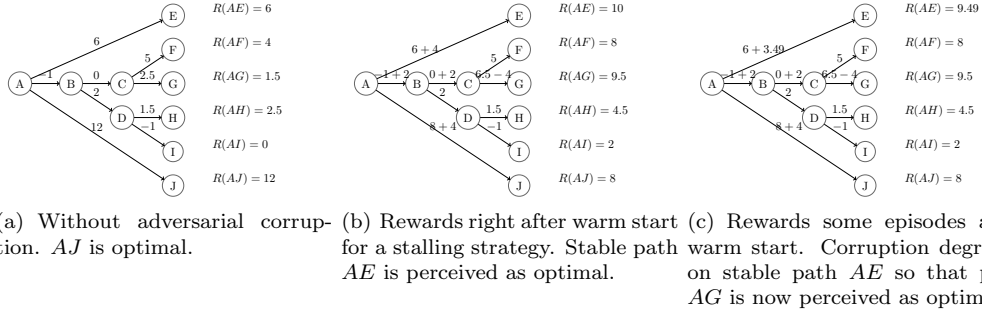 R(AE) = 6
R(AF) = 4
R(AG) = 1.5
R(AH) = 2.5
R(AI) = 0
R(AJ) = 12
A
B
C
D
E
F
G
H
I
J
6
−1
0
5
2.5
2
1.5
−1
12
R(AE) = 10
R(AF) = 8
R(AG) = 9.5
R(AH) = 4.5
R(AI) = 2
R(AJ) = 8
A
B
C
D
E
F
G
H
I
J
6 + 4
−1 + 2
0 + 2
5
6.5 − 4
2
1.5
−1
8 + 4
R(AE) = 9.49
R(AF) = 8
R(AG) = 9.5
R(AH) = 4.5
R(AI) = 2
R(AJ) = 8
A
B
C
D
E
F
G
H
I
J
6 + 3.49
−1 + 2
0 + 2
5
6.5 − 4
2
1.5
−1
8 + 4
a) Without adversarial corrup-
ion. AJ is optimal.
(b) Rewards right after warm start
for a stalling strategy. Stable path
AE is perceived as optimal.
(c) Rewards some episodes a
warm start. Corruption degr
on stable path AE so that p
AG is now perceived as optim